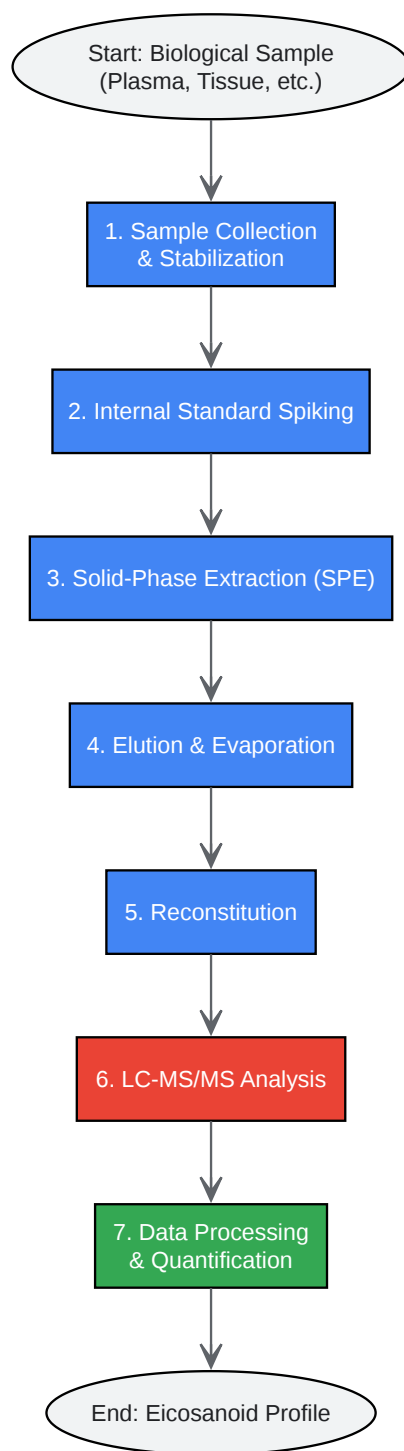 Start: Biological Sample
(Plasma, Tissue, etc.)
1. Sample Collection
& Stabilization
2. Internal Standard Spiking
3. Solid-Phase Extraction (SPE)
4. Elution & Evaporation
5. Reconstitution
6. LC-MS/MS Analysis
7. Data Processing
& Quantification
End: Eicosanoid Profile